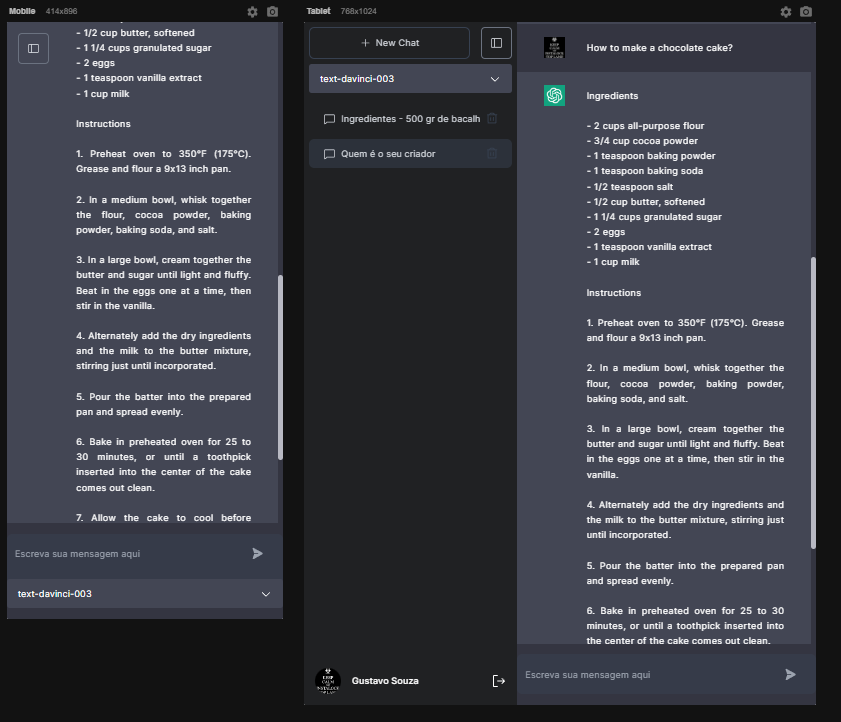 Mobile 414x896
- 1/2 cup butter, softened
- 1 1/4 cups granulated sugar
- 2 eggs
- 1 teaspoon vanilla extract
- 1 cup milk
Instructions
1. Preheat oven to 350°F (175°C).
Grease and flour a 9x13 inch pan.
2. In a medium bowl, whisk together
the flour, cocoa powder, baking
powder, baking soda, and salt.
3. In a large bowl, cream together the
butter and sugar until light and fluffy.
Beat in the eggs one at a time, then
stir in the vanilla.
4. Alternately add the dry ingredients
and the milk to the butter mixture,
stirring just until incorporated.
5. Pour the batter into the prepared
pan and spread evenly.
6. Bake in preheated oven for 25 to
30 minutes, or until a toothpick
inserted into the center of the cake
comes out clean.
7. Allow the cake to cool before
Escreva sua mensagem aqui
text-davinci-003
Tablet 768x1024
+ New Chat
text-davinci-003
Ingredientes - 500 gr de bacalh
Quem é o seu criador
KEEP
CALM
Gustavo Souza
KEEP
CALM
How to make a chocolate cake?
Ingredients
- 2 cups all-purpose flour
- 3/4 cup cocoa powder
- 1 teaspoon baking powder
- 1 teaspoon baking soda
- 1/2 teaspoon salt
- 1/2 cup butter, softened
- 1 1/4 cups granulated sugar
- 2 eggs
- 1 teaspoon vanilla extract
- 1 cup milk
Instructions
1. Preheat oven to 350°F (175°C). Grease
and flour a 9x13 inch pan.
2. In a medium bowl, whisk together the
flour, cocoa powder, baking powder,
baking soda, and salt.
3. In a large bowl, cream together the
butter and sugar until light and fluffy. Beat
in the eggs one at a time, then stir in the
vanilla.
4. Alternately add the dry ingredients and
the milk to the butter mixture, stirring just
until incorporated.
5. Pour the batter into the prepared pan
and spread evenly.
6. Bake in preheated oven for 25 to 30
minutes, or until a toothpick inserted into
the center of the cake comes out clean.
Escreva sua mensagem aqui